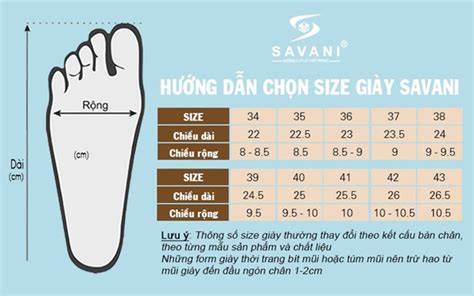 SAVANI®
HƯỚNG DẪN CHỌN SIZE GIÀY SAVANI
Rộng
(cm)
Dài
(cm)
SIZE 34 35 36 37 38
Chiều dài 22 22.5 23 23.5 24
Chiều rộng 8 - 8.5 8.5 8.5 - 9 9 9 - 9.5
SIZE 39 40 41 42 43
Chiều dài 24.5 25 25.5 26 26.5
Chiều rộng 9.5 9.5 - 10 10 10 - 10.5 10.5
Lưu ý: Thông số size giày thường thay đổi theo kết cấu bàn chân,
theo từng mẫu sản phẩm và chất liệu
Những form giày thời trang bít mũi hoặc túm mũi nên trừ hao từ
mũi giày đến đầu ngón chân 1-2cm